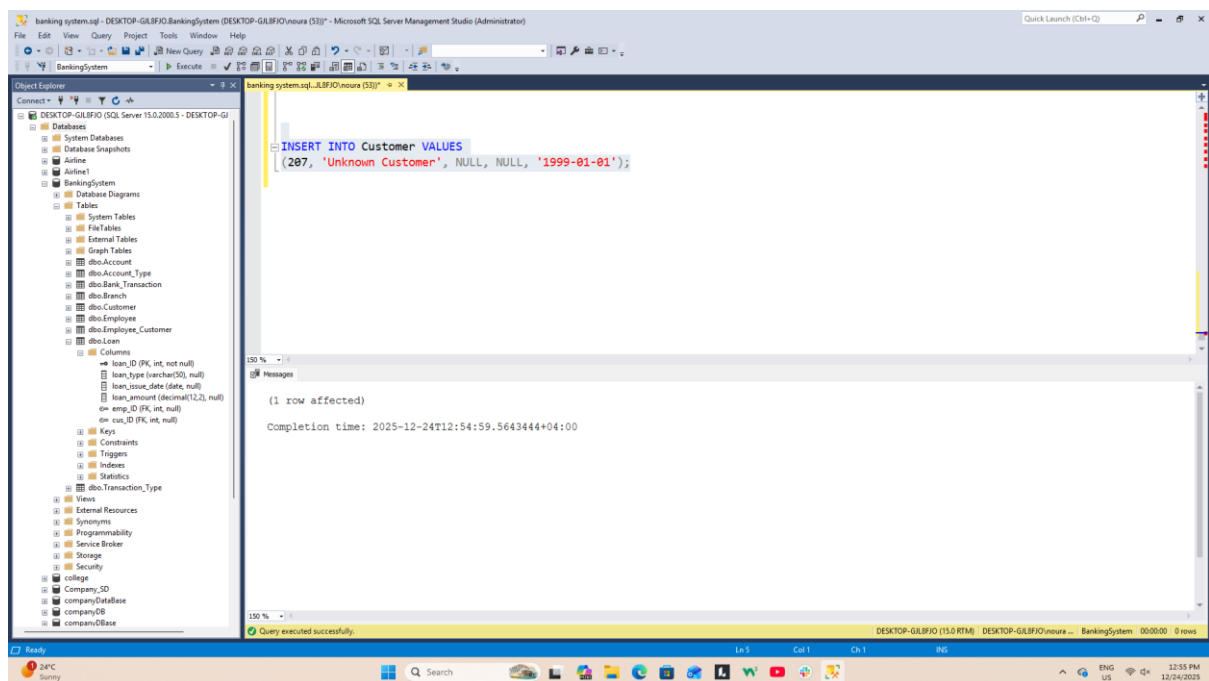 banking system.sql - DESKTOP-GJL8FJO.BankingSystem (DESKTOP-GJL8FJO\noura (53))* - Microsoft SQL Server Management Studio (Administrator)
Quick Launch (Ctrl+Q)
File Edit View Query Project Tools Window Help
New Query
BankingSystem
Execute
Object Explorer
banking system.sql...JL8FJO\noura (53))*
Connect
DESKTOP-GJL8FJO (SQL Server 15.0.2000.5 - DESKTOP-GJ
Databases
System Databases
Database Snapshots
Airline
Airline1
BankingSystem
Database Diagrams
Tables
System Tables
FileTables
External Tables
Graph Tables
dbo.Account
dbo.Account_Type
dbo.Bank_Transaction
dbo.Branch
dbo.Customer
dbo.Employee
dbo.Employee_Customer
dbo.Loan
Columns
loan_ID (PK, int, not null)
loan_type (varchar(50), null)
loan_issue_date (date, null)
loan_amount (decimal(12,2), null)
emp_ID (FK, int, null)
cus_ID (FK, int, null)
Keys
Constraints
Triggers
Indexes
Statistics
dbo.Transaction_Type
Views
External Resources
Synonyms
Programmability
Service Broker
Storage
Security
college
Company_SD
companyDataBase
companyDB
companyDBase
INSERT INTO Customer VALUES
(207, 'Unknown Customer', NULL, NULL, '1999-01-01');
150 %
Messages
(1 row affected)
Completion time: 2025-12-24T12:54:59.5643444+04:00
150 %
Query executed successfully.
DESKTOP-GJL8FJO (15.0 RTM) DESKTOP-GJL8FJO\noura ... BankingSystem 00:00:00 0 rows
Ready
Ln 5 Col 1 Ch 1 INS
1
24°C
Sunny
Search
ENG
US
12:55 PM
12/24/2025